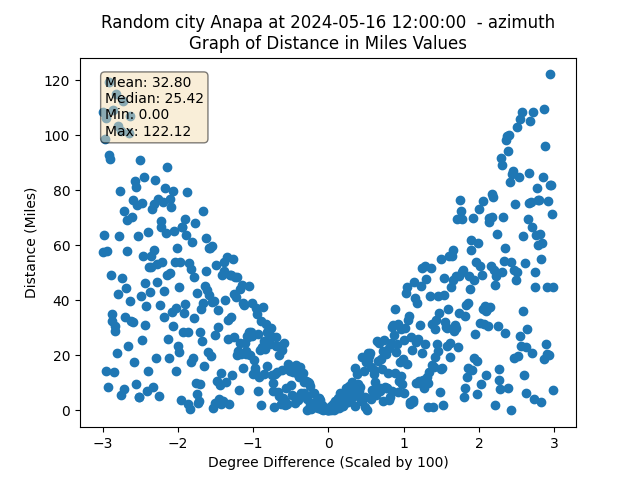 Random city Anapa at 2024-05-16 12:00:00  - azimuth
Graph of Distance in Miles Values
Mean: 32.80
Median: 25.42
Min: 0.00
Max: 122.12
Distance (Miles)
120
100
80
60
40
20
0
−3
−2
−1
0
1
2
3
Degree Difference (Scaled by 100)